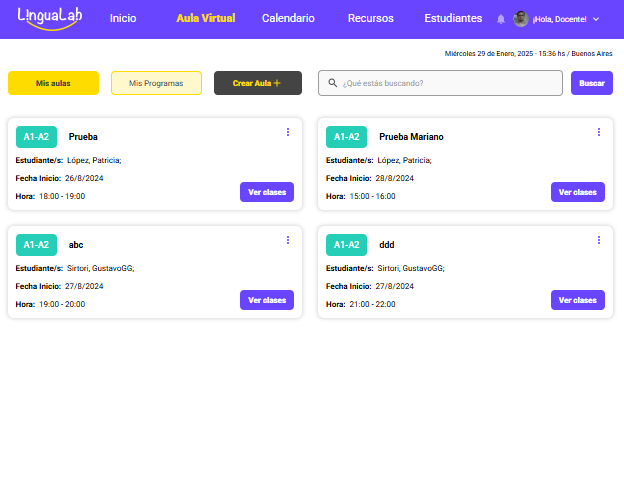 L!nguaLab Inicio Aula Virtual Calendario Recursos Estudiantes ¡Hola, Docente!
Miércoles 29 de Enero, 2025 - 15:36 hs / Buenos Aires
Mis aulas Mis Programas Crear Aula + ¿Qué estás buscando? Buscar
A1-A2 Prueba
Estudiante/s: López, Patricia;
Fecha Inicio: 26/8/2024
Hora: 18:00 - 19:00 Ver clases
A1-A2 Prueba Mariano
Estudiante/s: López, Patricia;
Fecha Inicio: 28/8/2024
Hora: 15:00 - 16:00 Ver clases
A1-A2 abc
Estudiante/s: Sirtori, GustavoGG;
Fecha Inicio: 27/8/2024
Hora: 19:00 - 20:00 Ver clases
A1-A2 ddd
Estudiante/s: Sirtori, GustavoGG;
Fecha Inicio: 27/8/2024
Hora: 21:00 - 22:00 Ver clases